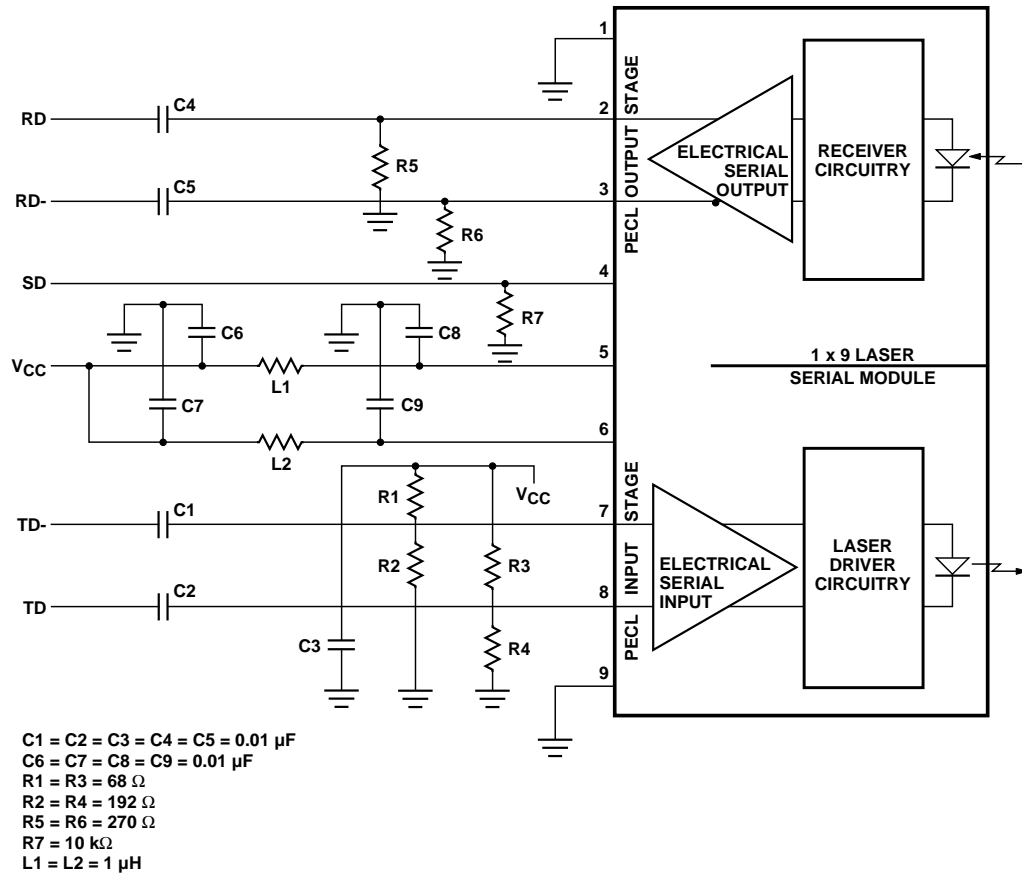 1
RD
C4
2
R5
RD-
C5
3
R6
SD
4
R7
C6
C8
VCC
L1
5
C7
C9
L2
6
PECL OUTPUT STAGE
ELECTRICAL
SERIAL
OUTPUT
RECEIVER
CIRCUITRY
1 x 9 LASER
SERIAL MODULE
R1
VCC
TD-
C1
7
R2
R3
TD
C2
8
C3
R4
9
PECL INPUT STAGE
ELECTRICAL
SERIAL
INPUT
LASER
DRIVER
CIRCUITRY
C1 = C2 = C3 = C4 = C5 = 0.01 µF
C6 = C7 = C8 = C9 = 0.01 µF
R1 = R3 = 68 Ω
R2 = R4 = 192 Ω
R5 = R6 = 270 Ω
R7 = 10 kΩ
L1 = L2 = 1 µH